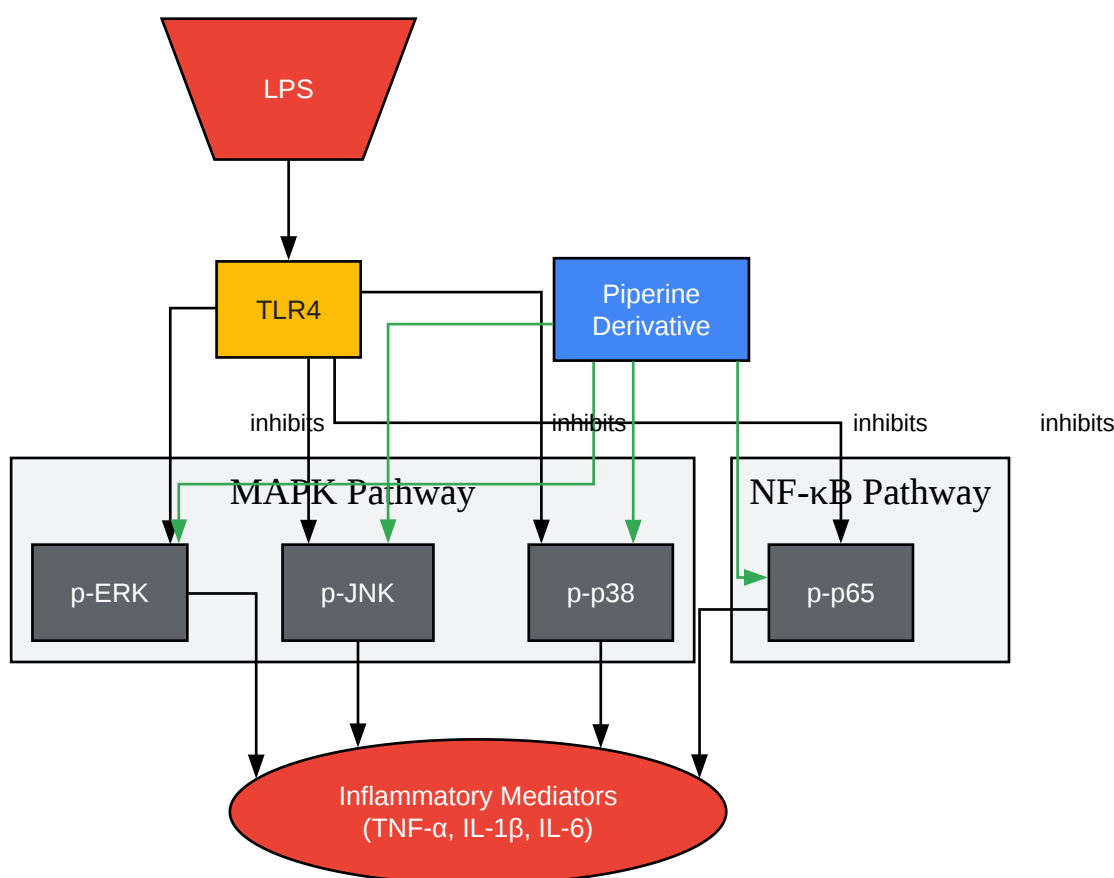 LPS
TLR4
Piperine
Derivative
inhibits
inhibits
inhibits
inhibits
MAPK Pathway
NF-κB Pathway
p-ERK
p-JNK
p-p38
p-p65
Inflammatory Mediators
(TNF-α, IL-1β, IL-6)